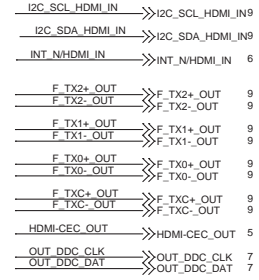 I2C_SCL_HDMI_IN I2C_SCL_HDMI_IN 9
I2C_SDA_HDMI_IN I2C_SDA_HDMI_IN 9
INT_N/HDMI_IN INT_N/HDMI_IN 6
F_TX2+_OUT F_TX2+_OUT 9
F_TX2-_OUT F_TX2-_OUT 9
F_TX1+_OUT F_TX1+_OUT 9
F_TX1-_OUT F_TX1-_OUT 9
F_TX0+_OUT F_TX0+_OUT 9
F_TX0-_OUT F_TX0-_OUT 9
F_TXC+_OUT F_TXC+_OUT 9
F_TXC-_OUT F_TXC-_OUT 9
HDMI-CEC_OUT HDMI-CEC_OUT 5
OUT_DDC_CLK OUT_DDC_CLK 7
OUT_DDC_DAT OUT_DDC_DAT 7